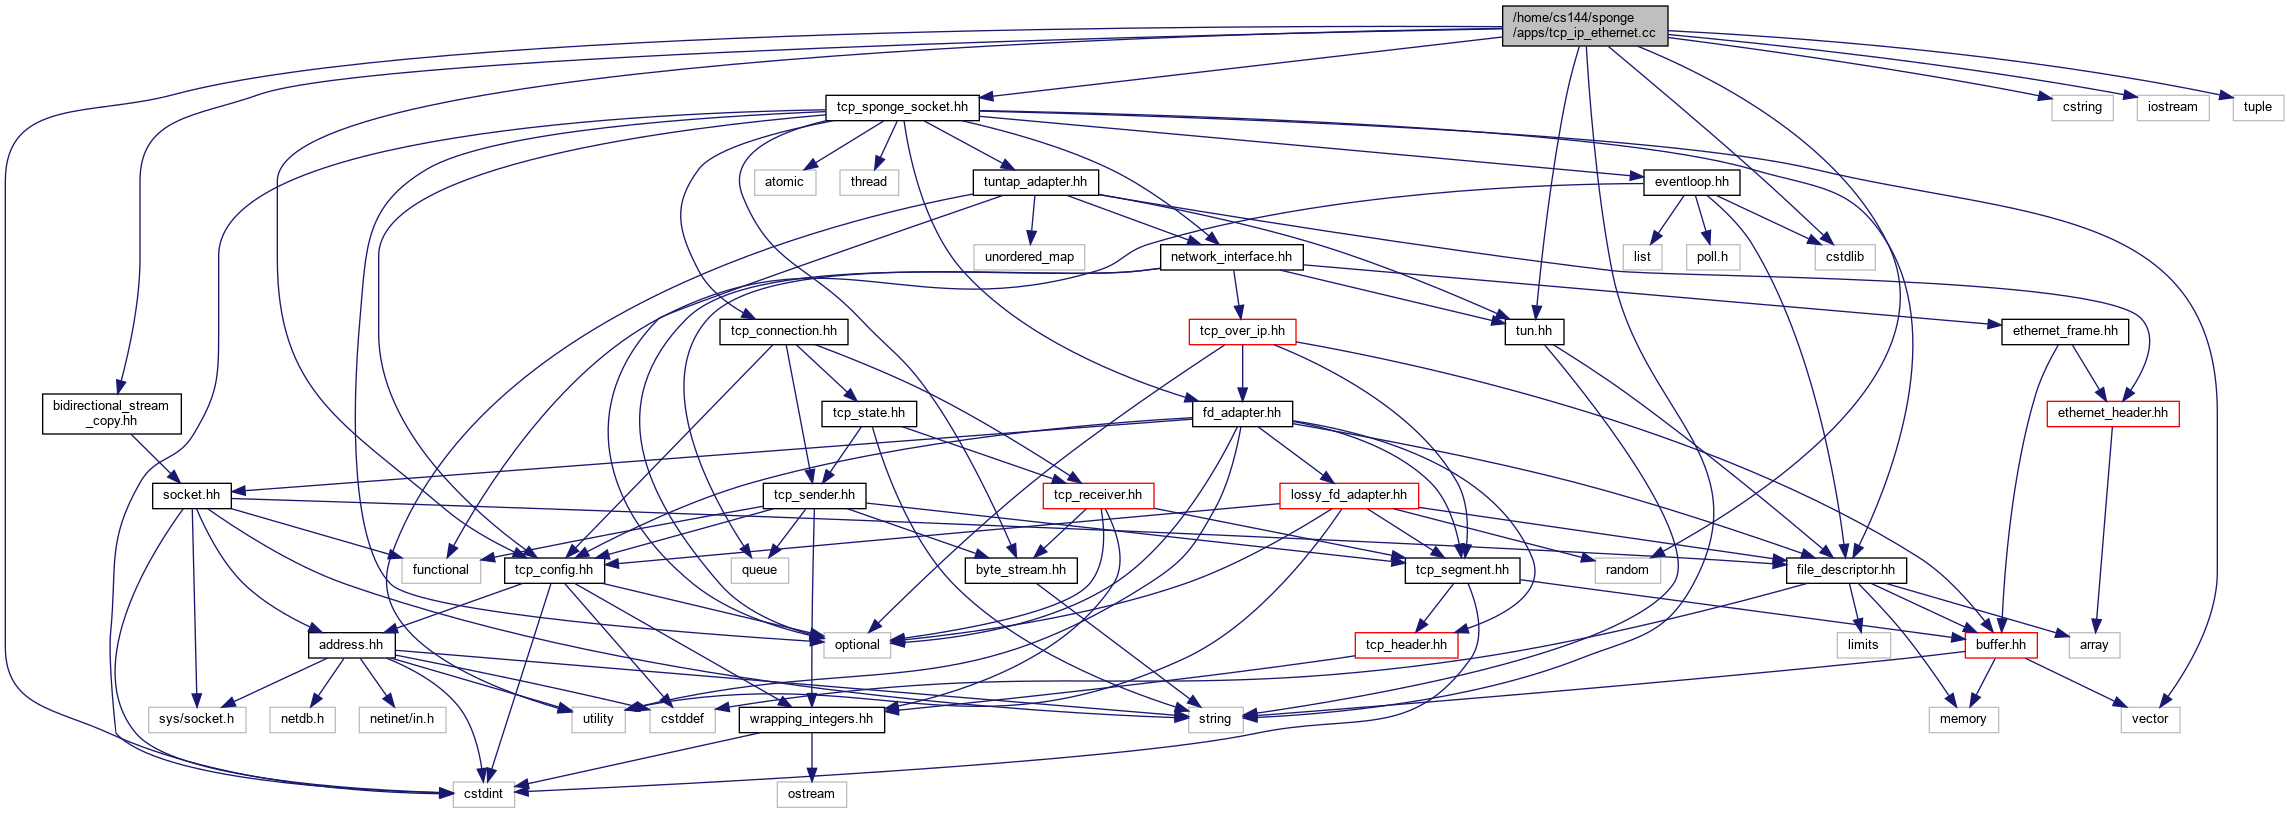 /home/cs144/sponge
/apps/tcp_ip_ethernet.cc
tcp_sponge_socket.hh
cstring
iostream
tuple
atomic
thread
tuntap_adapter.hh
eventloop.hh
unordered_map
network_interface.hh
list
poll.h
cstdlib
tcp_connection.hh
tcp_over_ip.hh
tun.hh
ethernet_frame.hh
bidirectional_stream
_copy.hh
tcp_state.hh
fd_adapter.hh
ethernet_header.hh
socket.hh
tcp_sender.hh
tcp_receiver.hh
lossy_fd_adapter.hh
functional
tcp_config.hh
queue
byte_stream.hh
tcp_segment.hh
random
file_descriptor.hh
address.hh
optional
tcp_header.hh
limits
buffer.hh
array
sys/socket.h
netdb.h
netinet/in.h
utility
cstddef
wrapping_integers.hh
string
memory
vector
cstdint
ostream